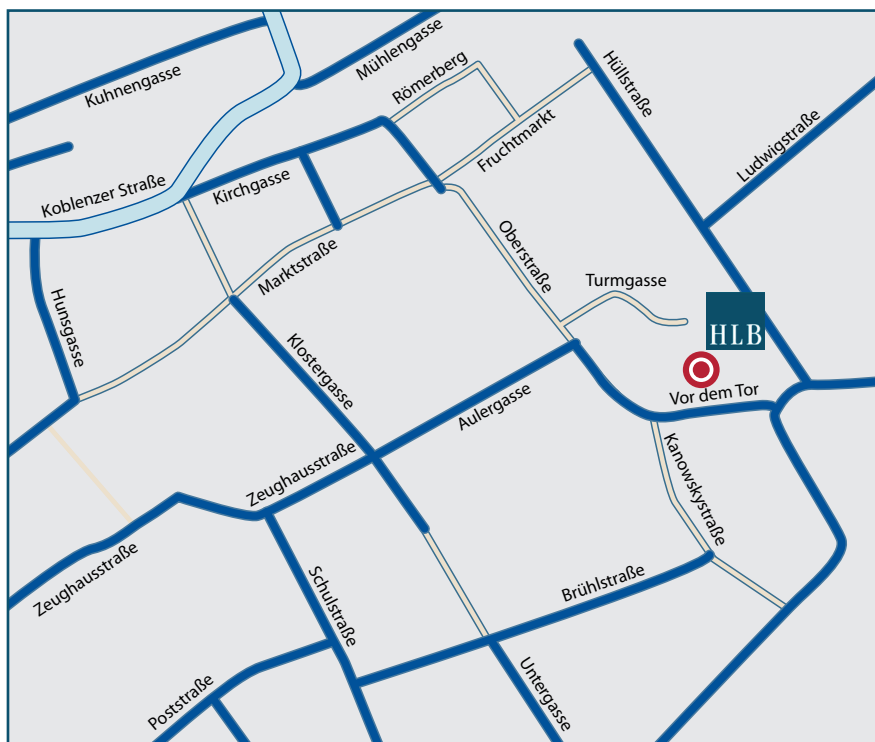 Mühlengasse
Kuhnengasse
Römerberg
Hüllstraße
Fruchtmarkt
Ludwigstraße
Koblenzer Straße
Kirchgasse
Marktstraße
Oberstraße
Turmgasse
Hunsgasse
HLB
Klostergasse
Vor dem Tor
Aulergasse
Kanowskystraße
Zeughausstraße
Zeughausstraße
Schulstraße
Brühlstraße
Poststraße
Untergasse